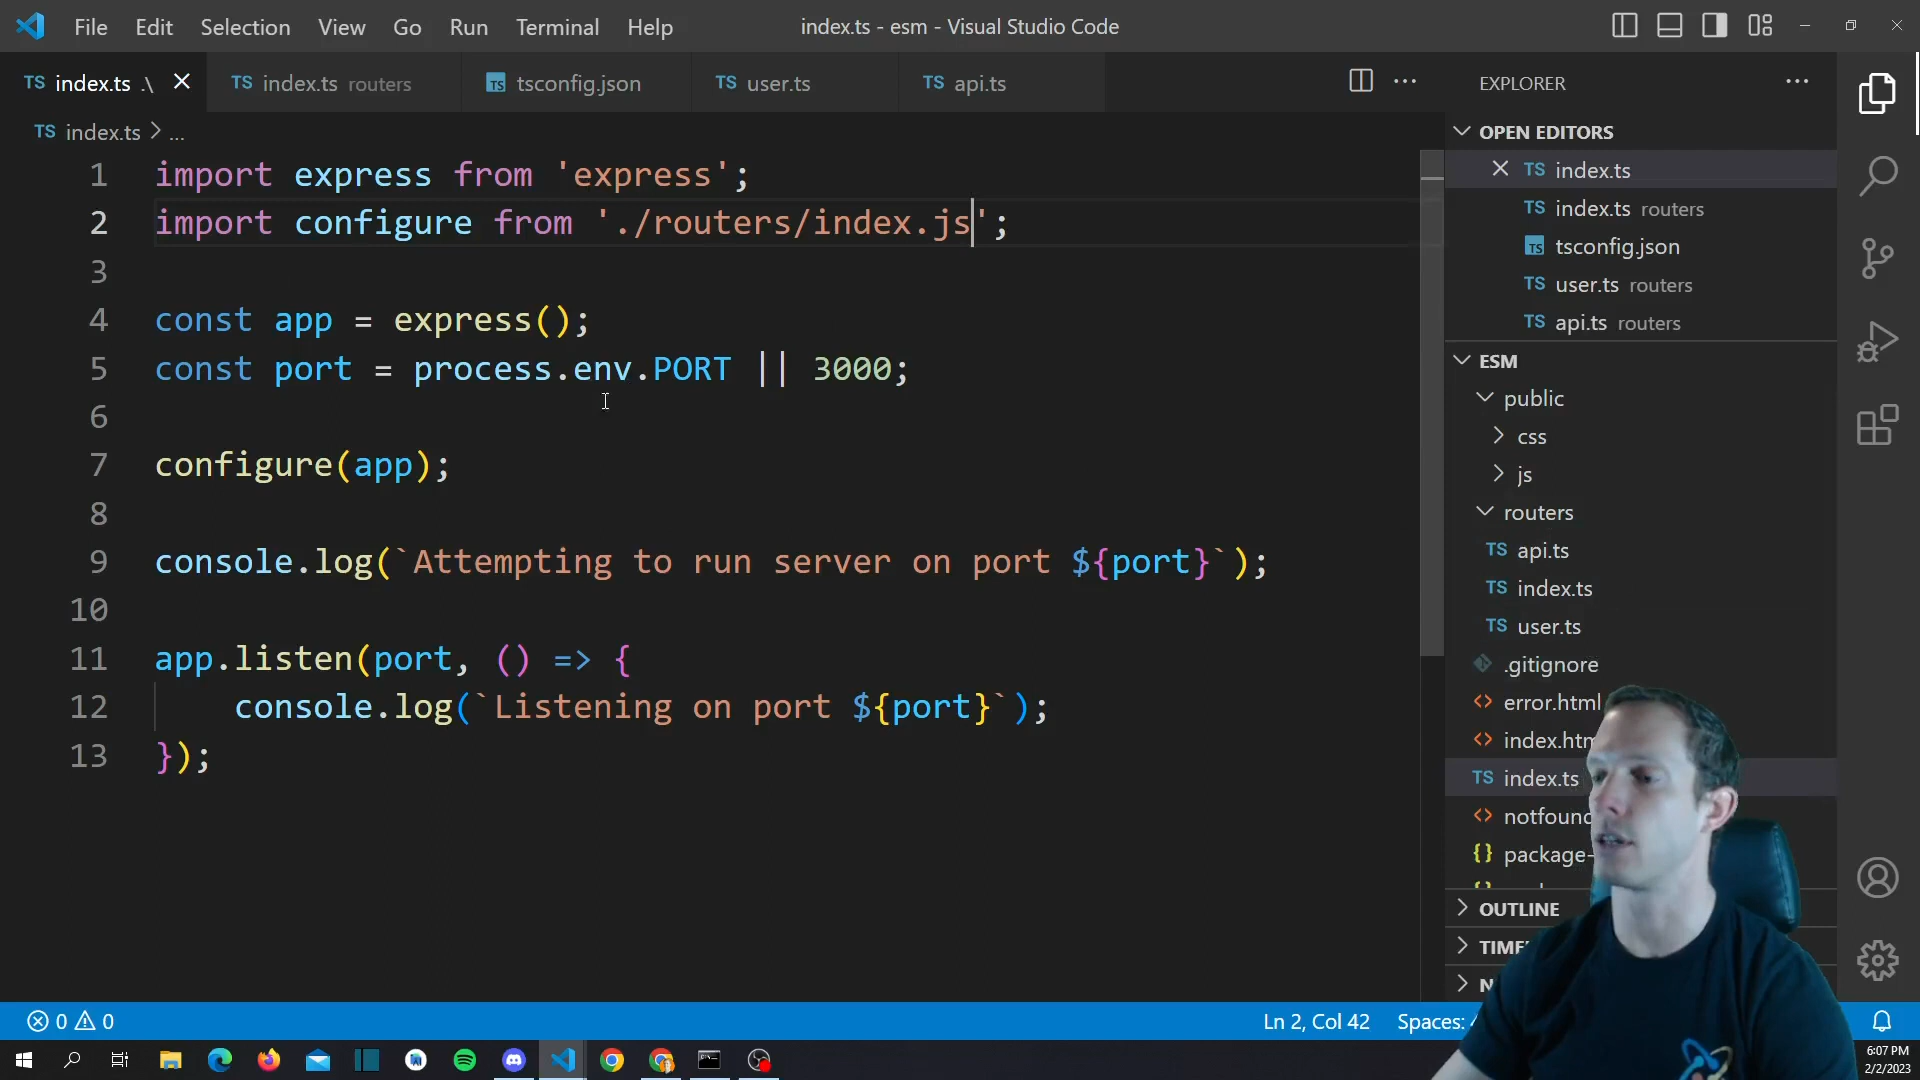 File Edit Selection View Go Run Terminal Help
index.ts - esm - Visual Studio Code
TS index.ts .\
TS index.ts routers
TS tsconfig.json
TS user.ts
TS api.ts
TS index.ts > ...
1 import express from 'express';
2 import configure from './routers/index.js';
3
4 const app = express();
5 const port = process.env.PORT || 3000;
6
7 configure(app);
8
9 console.log(`Attempting to run server on port ${port}`);
10
11 app.listen(port, () => {
12 console.log(`Listening on port ${port}`);
13 });
EXPLORER
OPEN EDITORS
TS index.ts
TS index.ts routers
TS tsconfig.json
TS user.ts routers
TS api.ts routers
ESM
public
css
js
routers
TS api.ts
TS index.ts
TS user.ts
.gitignore
error.html
index.htm
TS index.ts
notfound
package-
OUTLINE
TIME
N
0 0
Ln 2, Col 42 Spaces:
6:07 PM
2/2/2023